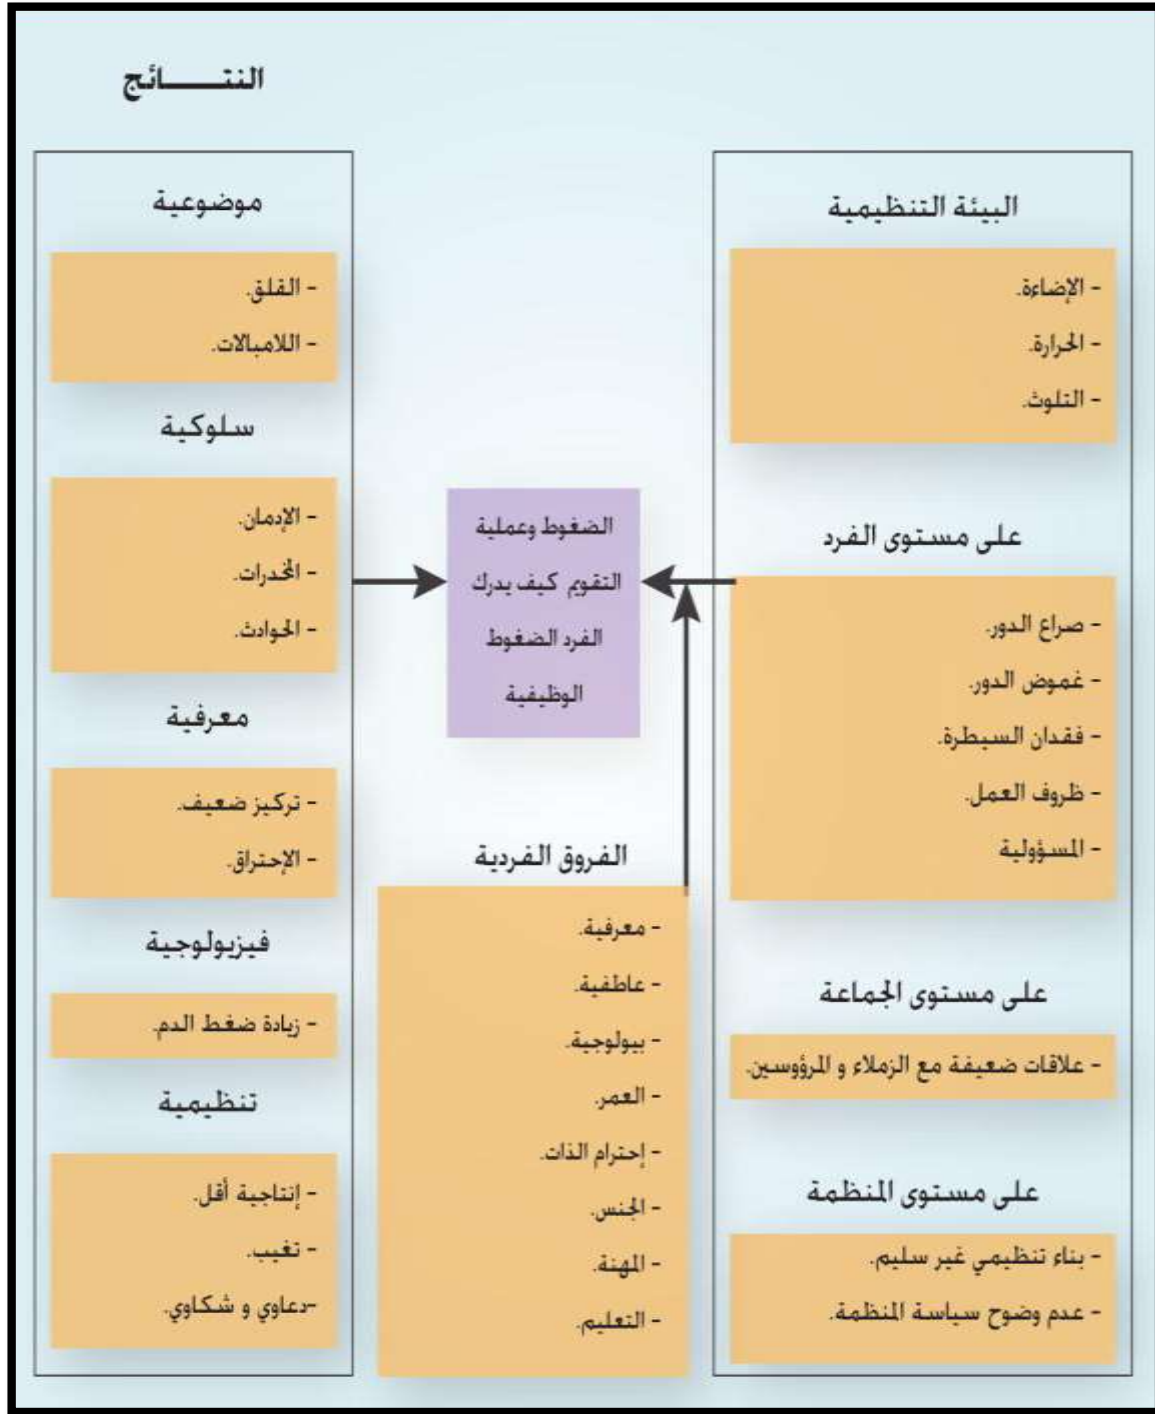 النتـــــائج
البيئة التنظيمية
- الإضاءة.
- الحرارة.
- التلوث.
على مستوى الفرد
- صراع الدور.
- غموض الدور.
- فقدان السيطرة.
- ظروف العمل.
- المسؤولية
على مستوى الجماعة
- علاقات ضعيفة مع الزملاء و المرؤوسين.
على مستوى المنظمة
- بناء تنظيمي غير سليم.
- عدم وضوح سياسة المنظمة.
الضغوط وعملية
التقويم كيف يدرك
الفرد الضغوط
الوظيفية
الفروق الفردية
- معرفية.
- عاطفية.
- بيولوجية.
- العمر.
- إحترام الذات.
- الجنس.
- المهنة.
- التعليم.
موضوعية
- القلق.
- اللامبالات.
سلوكية
- الإدمان.
- المخدرات.
- الحوادث.
معرفية
- تركيز ضعيف.
- الإحتراق.
فيزيولوجية
- زيادة ضغط الدم.
تنظيمية
- إنتاجية أقل.
- تغيب.
-دعاوي و شكاوي.